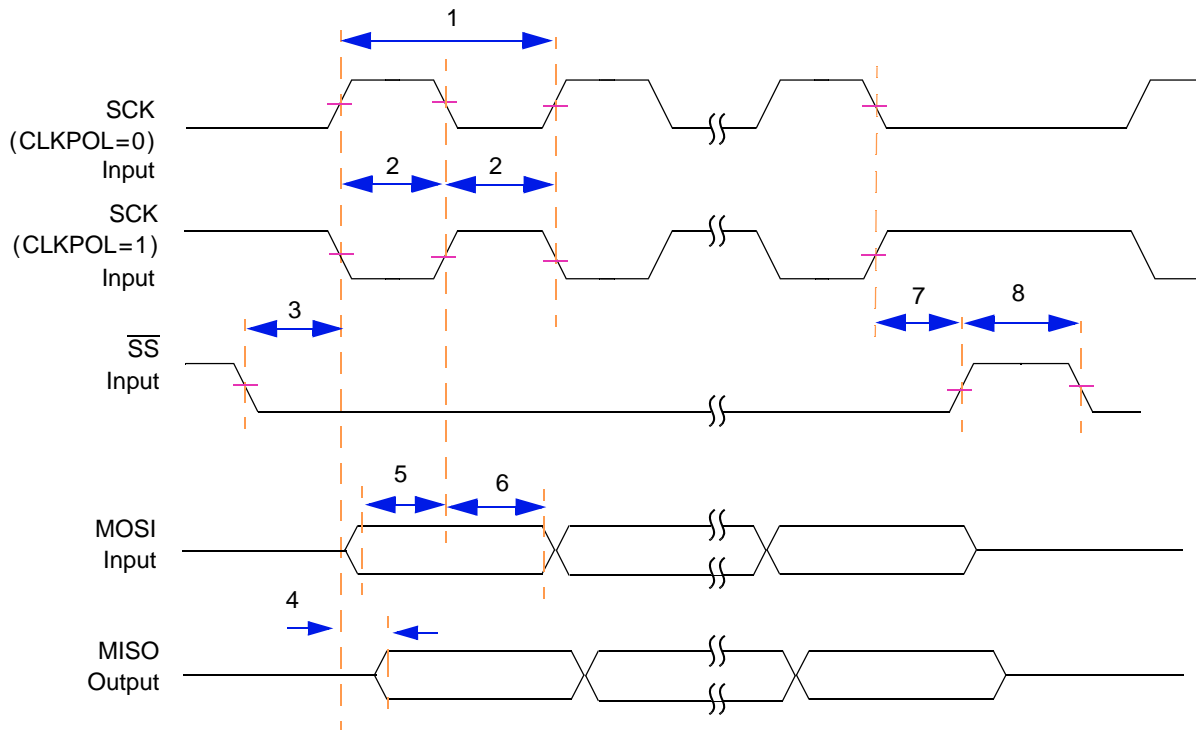 1
SCK
(CLKPOL=0)
Input
2 2
SCK
(CLKPOL=1)
Input
3 7 8
S̅S̅
Input
5 6
MOSI
Input
4
MISO
Output